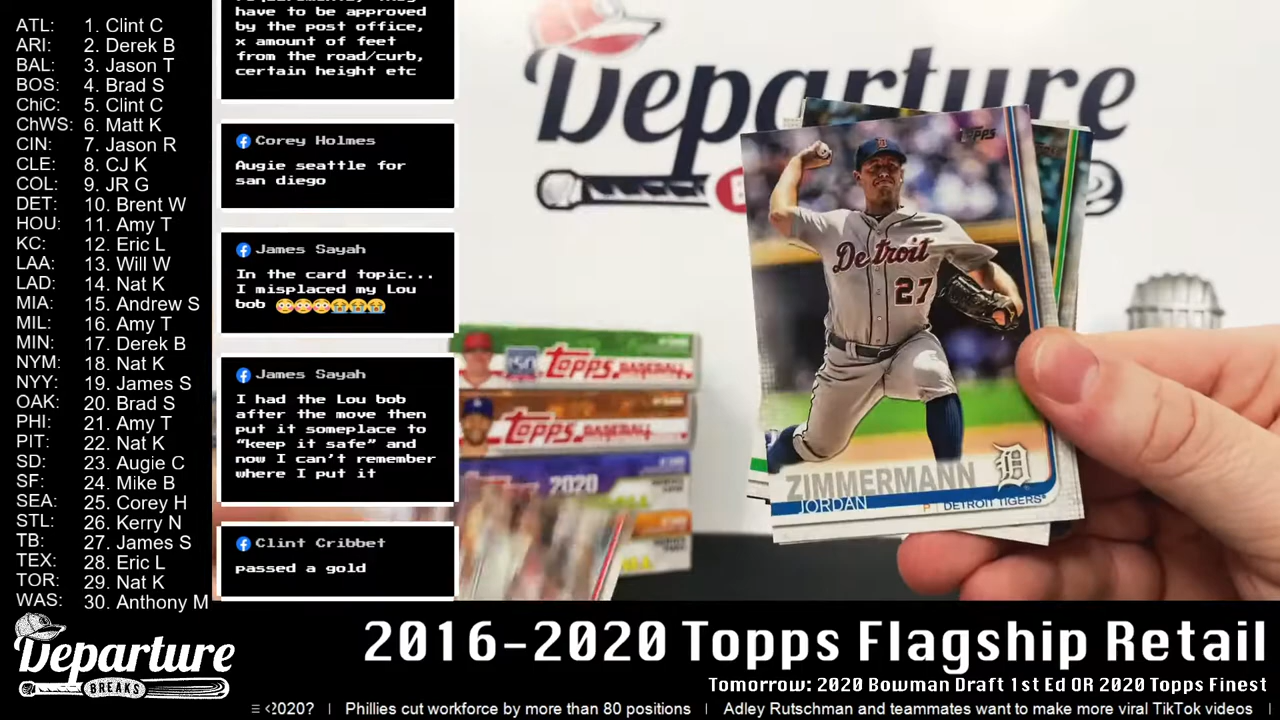 ATL: 1. Clint C
ARI: 2. Derek B
BAL: 3. Jason T
BOS: 4. Brad S
ChiC: 5. Clint C
ChWS: 6. Matt K
CIN: 7. Jason R
CLE: 8. CJ K
COL: 9. JR G
DET: 10. Brent W
HOU: 11. Amy T
KC: 12. Eric L
LAA: 13. Will W
LAD: 14. Nat K
MIA: 15. Andrew S
MIL: 16. Amy T
MIN: 17. Derek B
NYM: 18. Nat K
NYY: 19. James S
OAK: 20. Brad S
PHI: 21. Amy T
PIT: 22. Nat K
SD: 23. Augie C
SF: 24. Mike B
SEA: 25. Corey H
STL: 26. Kerry N
TB: 27. James S
TEX: 28. Eric L
TOR: 29. Nat K
WAS: 30. Anthony M
have to be approved
by the post office,
x amount of feet
from the road/curb,
certain height etc
Corey Holmes
Augie seattle for
san diego
James Sayah
In the card topic...
I misplaced my Lou
bob 😳😳😳😭😭😭
James Sayah
I had the Lou bob
after the move then
put it someplace to
“keep it safe” and
now I can’t remember
where I put it
Clint Cribbet
passed a gold
Departure
Topps
Detroit
27
ZIMMERMANN
JORDAN
P DETROIT TIGERS
TOPPS BASEBALL
TOPPS BASEBALL
2020
Departure
BREAKS
2016-2020 Topps Flagship Retail
Tomorrow: 2020 Bowman Draft 1st Ed OR 2020 Topps Finest
2020? | Phillies cut workforce by more than 80 positions | Adley Rutschman and teammates want to make more viral TikTok videos |